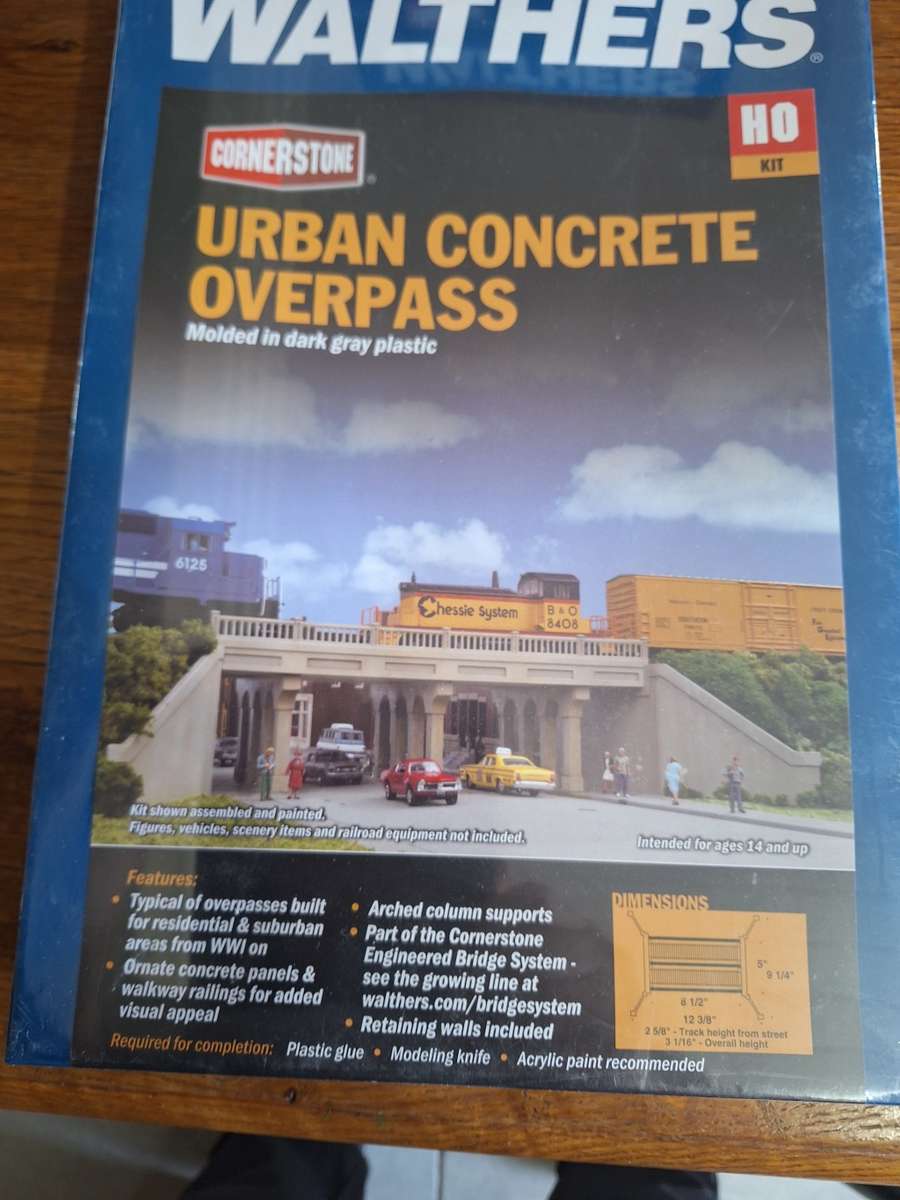 WALTHERS®
HO
KIT
CORNERSTONE®
URBAN CONCRETE
OVERPASS
Molded in dark gray plastic
6125
Chessie System
B & O
8408
Kit shown assembled and painted.
Figures, vehicles, scenery items and railroad equipment not included.
Intended for ages 14 and up
Features:
• Typical of overpasses built
for residential & suburban
areas from WWI on
• Ornate concrete panels &
walkway railings for added
visual appeal
• Arched column supports
• Part of the Cornerstone
Engineered Bridge System -
see the growing line at
walthers.com/bridgesystem
• Retaining walls included
DIMENSIONS
5"
9 1/4"
8 1/2"
12 3/8"
2 5/8" - Track height from street
3 1/16" - Overall height
Required for completion: Plastic glue • Modeling knife • Acrylic paint recommended